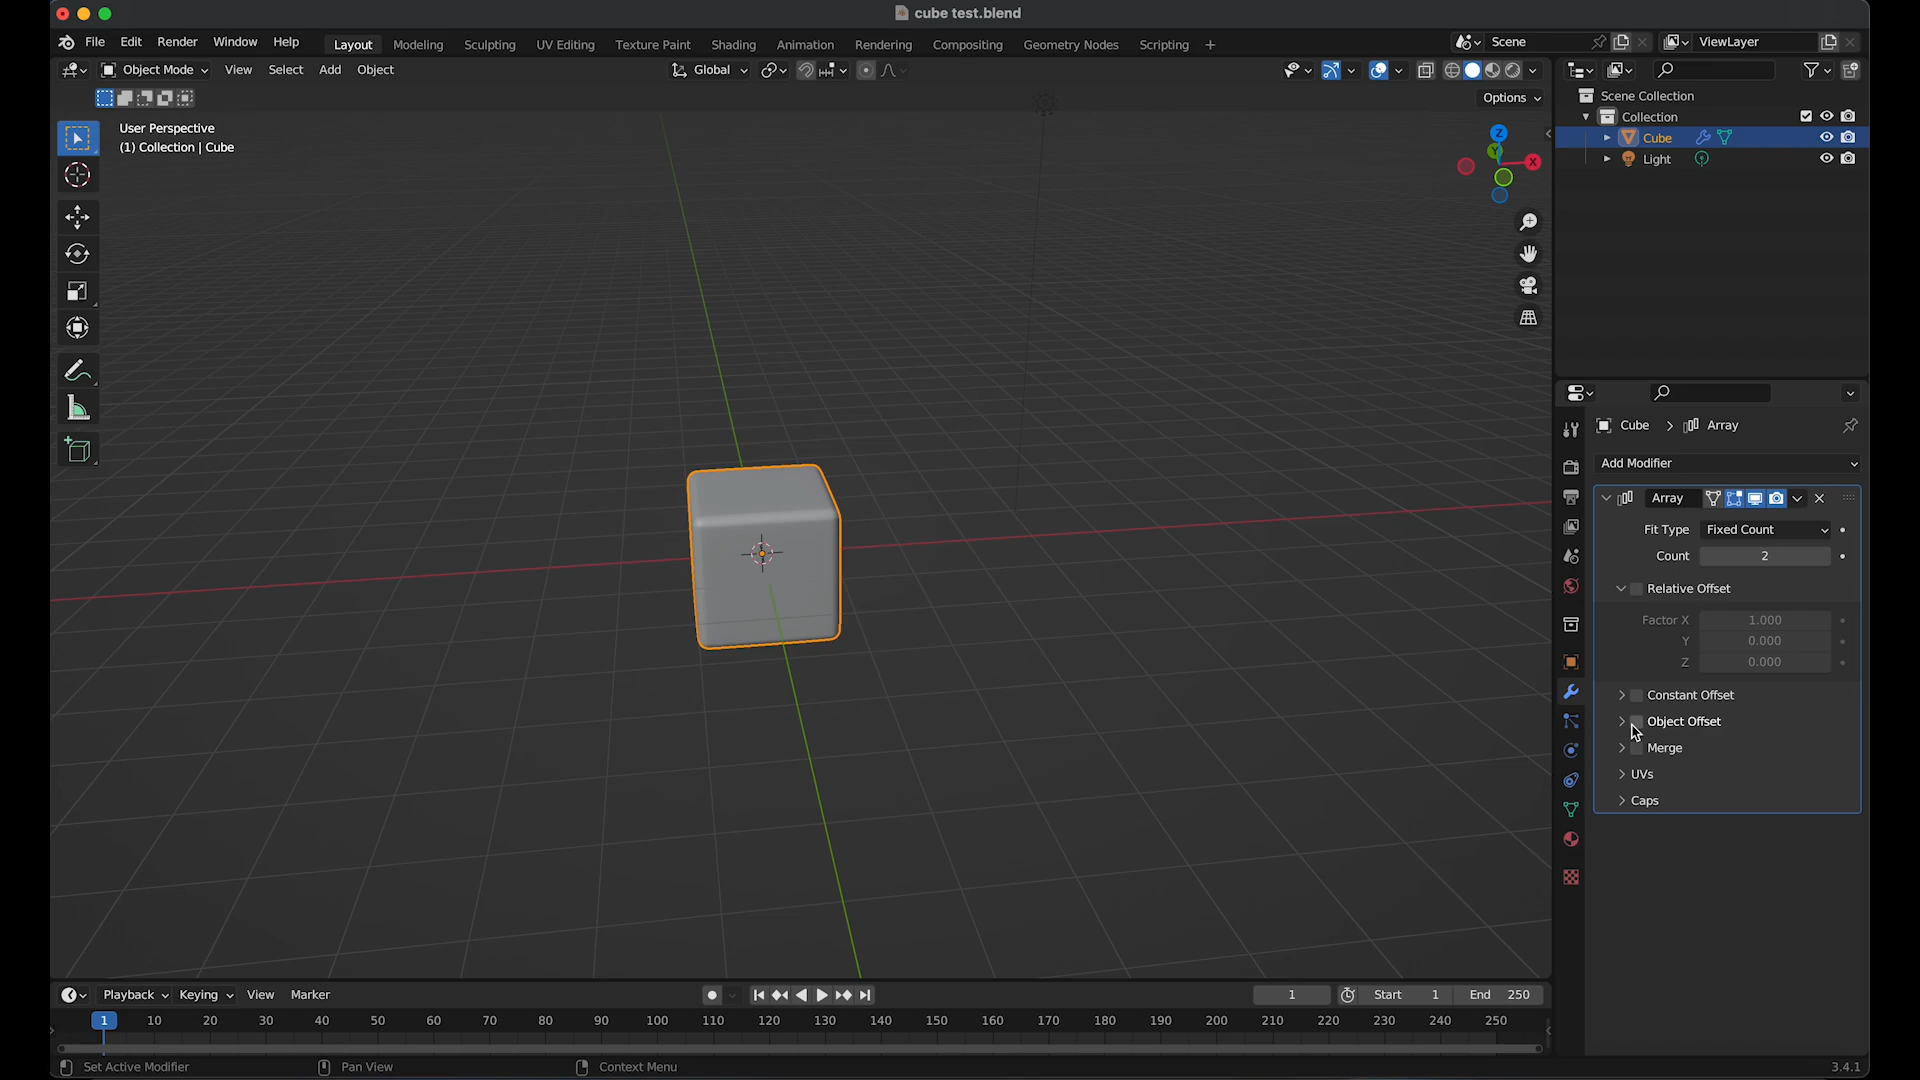 cube test.blend
File Edit Render Window Help Layout Modeling Sculpting UV Editing Texture Paint Shading Animation Rendering Compositing Geometry Nodes Scripting + Scene ViewLayer
Object Mode View Select Add Object Global
Options
User Perspective
(1) Collection | Cube
Z
Y
X
Scene Collection
Collection
Cube
Light
Cube > Array
Add Modifier
Array
Fit Type Fixed Count
Count 2
Relative Offset
Factor X 1.000
Y 0.000
Z 0.000
Constant Offset
Object Offset
Merge
UVs
Caps
Playback Keying View Marker 1 Start 1 End 250
1 10 20 30 40 50 60 70 80 90 100 110 120 130 140 150 160 170 180 190 200 210 220 230 240 250
Set Active Modifier Pan View Context Menu 3.4.1